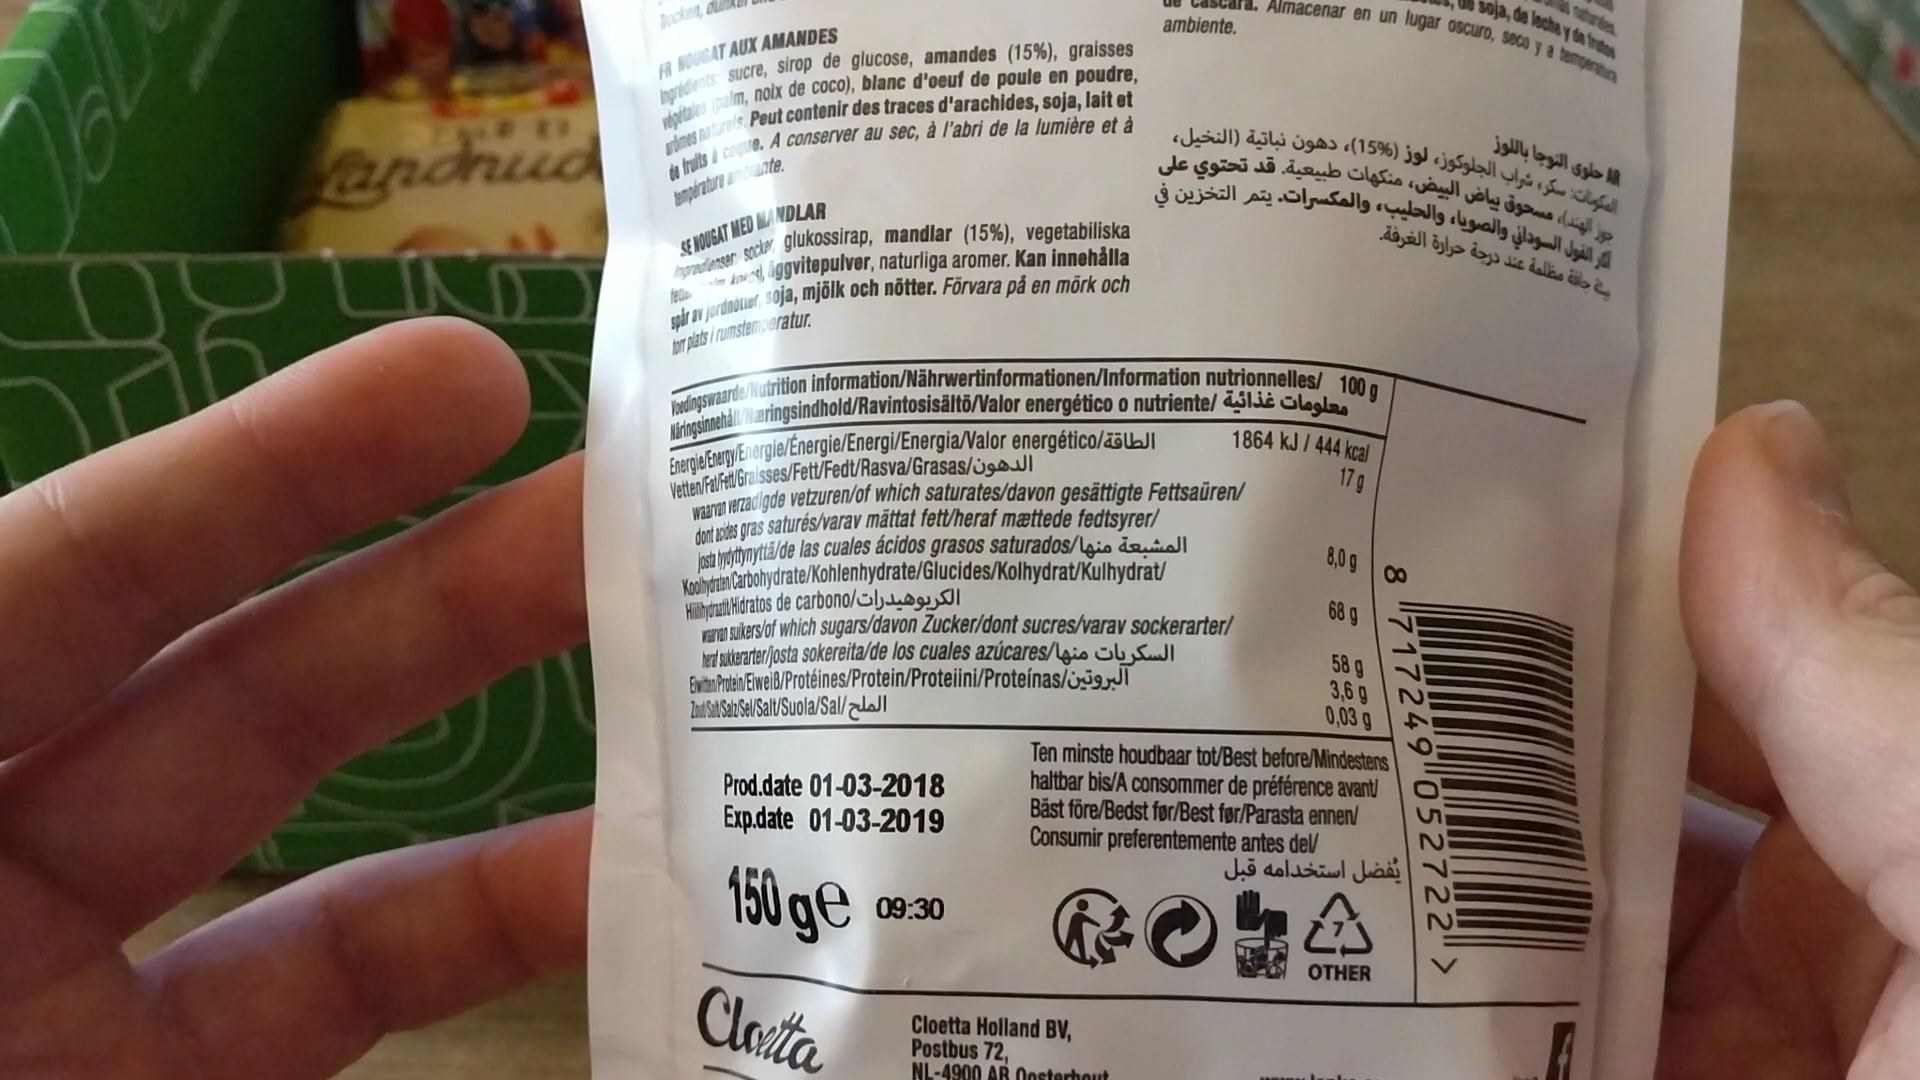 Trocken,
FR NOUGAT AUX AMANDES
Ingrédients: sucre, sirop de glucose, amandes (15%), graisses
végétales (palm, noix de coco), blanc d'oeuf de poule en poudre,
arômes naturels. Peut contenir des traces d'arachides, soja, lait et
de fruits à coque. A conserver au sec, à l'abri de la lumière et à
température ambiante.
SE NOUGAT MED MANDLAR
Ingredienser: socker, glukossirap, mandlar (15%), vegetabiliska
kokos), äggvitepulver, naturliga aromer. Kan innehålla
spår av jordnötter, soja, mjölk och nötter. Förvara på en mörk och
torr plats i rumstemperatur.
de soja, de leche y de frutos
de cáscara. Almacenar en un lugar oscuro, seco y a temperatura
ambiente.
AR حلوى النوجا باللوز
المكونات: سكر، شراب الجلوكوز، لوز (15%)، دهون نباتية (النخيل،
جوز الهند)، مسحوق بياض البيض، منكهات طبيعية. قد تحتوي على
آثار الفول السوداني والصويا، والحليب، والمكسرات. يتم التخزين في
بيئة جافة مظلمة عند درجة حرارة الغرفة.
Voedingswaarde/Nutrition information/Nährwertinformationen/Information nutrionnelles/ 100 g
Näringsinnehåll/Næringsindhold/Ravintosisältö/Valor energético o nutriente/ معلومات غذائية
Energie/Energy/Energie/Énergie/Energi/Energia/Valor energético/الطاقة 1864 kJ / 444 kcal
Vetten/Fat/Fett/Graisses/Fett/Fedt/Rasva/Grasas/الدهون 17 g
waarvan verzadigde vetzuren/of which saturates/davon gesättigte Fettsaüren/
dont acides gras saturés/varav mättat fett/heraf mættede fedtsyrer/
josta tyydyttynyttä/de las cuales ácidos grasos saturados/المشبعة منها 8,0 g
Koolhydraten/Carbohydrate/Kohlenhydrate/Glucides/Kolhydrat/Kulhydrat/
Hiilihydraatit/Hidratos de carbono/الكربوهيدرات 68 g
waarvan suikers/of which sugars/davon Zucker/dont sucres/varav sockerarter/
heraf sukkerarter/josta sokereita/de los cuales azúcares/السكريات منها 58 g
Eiwitten/Protein/Eiweiß/Protéines/Protein/Proteiini/Proteínas/البروتين 3,6 g
Zout/Salt/Salz/Sel/Salt/Suola/Sal/الملح 0,03 g
Prod.date 01-03-2018
Exp.date 01-03-2019
150 g e 09:30
Ten minste houdbaar tot/Best before/Mindestens
haltbar bis/A consommer de préférence avant/
Bäst före/Bedst før/Best før/Parasta ennen/
Consumir preferentemente antes del/
يُفضل استخدامه قبل
7
OTHER
8 717249 052722 >
Cloetta
Cloetta Holland BV,
Postbus 72,
NL-4900 AB Oosterhout
f